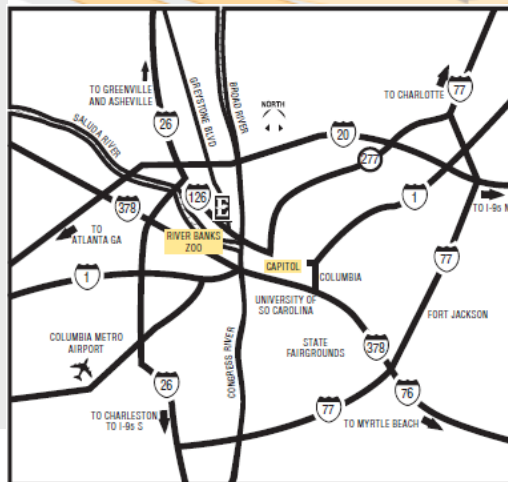 77
TO GREENVILLE
AND ASHEVILLE
GREYSTONE BLVD
BROAD RIVER
TO CHARLOTTE
SALUDA RIVER
26
NORTH
20
277
126
E
378
1
TO I-95 N
TO
ATLANTA GA
RIVER BANKS
ZOO
CAPITOL
77
1
COLUMBIA
UNIVERSITY OF
SO CAROLINA
FORT JACKSON
COLUMBIA METRO
AIRPORT
CONGRESS RIVER
STATE
FAIRGROUNDS
378
26
76
77
TO CHARLESTON
TO I-95 S
TO MYRTLE BEACH